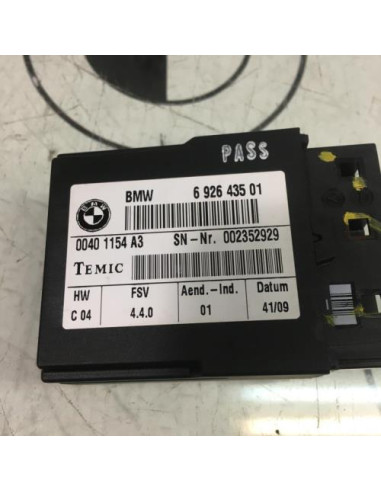 PASS
BMW 6 926 435 01
0040 1154 A3 SN-Nr. 002352929
TEMIC
HW FSV Aend.-Ind. Datum
C 04 4.4.0 01 41/09